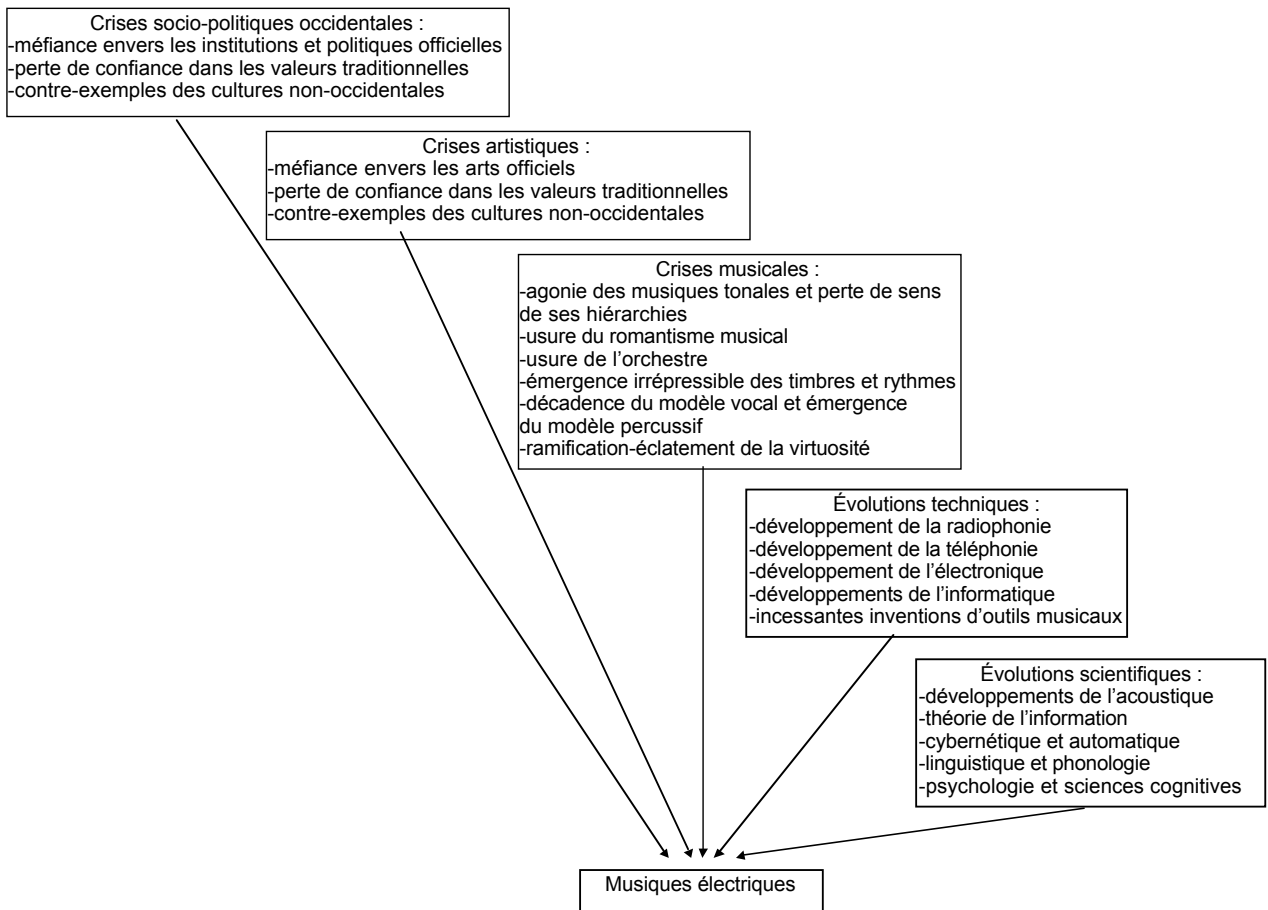 Crises socio-politiques occidentales :
-méfiance envers les institutions et politiques officielles
-perte de confiance dans les valeurs traditionnelles
-contre-exemples des cultures non-occidentales
Crises artistiques :
-méfiance envers les arts officiels
-perte de confiance dans les valeurs traditionnelles
-contre-exemples des cultures non-occidentales
Crises musicales :
-agonie des musiques tonales et perte de sens
de ses hiérarchies
-usure du romantisme musical
-usure de l’orchestre
-émergence irrépressible des timbres et rythmes
-décadence du modèle vocal et émergence
du modèle percussif
-ramification-éclatement de la virtuosité
Évolutions techniques :
-développement de la radiophonie
-développement de la téléphonie
-développement de l’électronique
-développements de l’informatique
-incessantes inventions d’outils musicaux
Évolutions scientifiques :
-développements de l’acoustique
-théorie de l’information
-cybernétique et automatique
-linguistique et phonologie
-psychologie et sciences cognitives
Musiques électriques